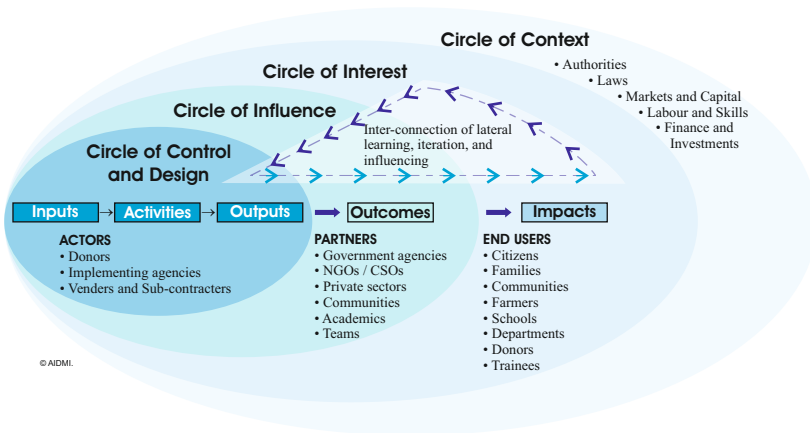 Circle of Context
• Authorities
• Laws
• Markets and Capital
• Labour and Skills
• Finance and
Investments
Circle of Interest
Circle of Influence
Inter-connection of lateral
learning, iteration, and
influencing
Circle of Control
and Design
Inputs → Activities → Outputs → Outcomes → Impacts
ACTORS
• Donors
• Implementing agencies
• Venders and Sub-contracters
PARTNERS
• Government agencies
• NGOs / CSOs
• Private sectors
• Communities
• Academics
• Teams
END USERS
• Citizens
• Families
• Communities
• Farmers
• Schools
• Departments
• Donors
• Trainees
© AIDMI.